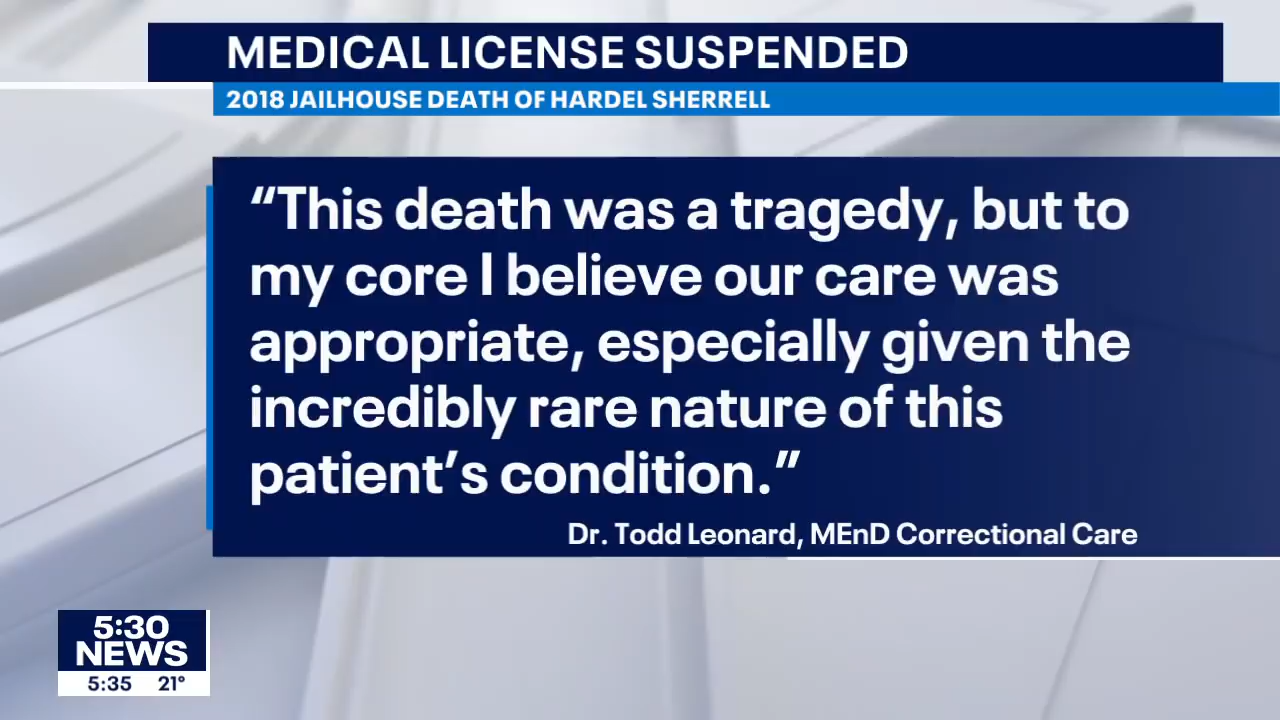 MEDICAL LICENSE SUSPENDED
2018 JAILHOUSE DEATH OF HARDEL SHERRELL
“This death was a tragedy, but to
my core I believe our care was
appropriate, especially given the
incredibly rare nature of this
patient’s condition.”
Dr. Todd Leonard, MEnD Correctional Care
5:30
NEWS
5:35 21°